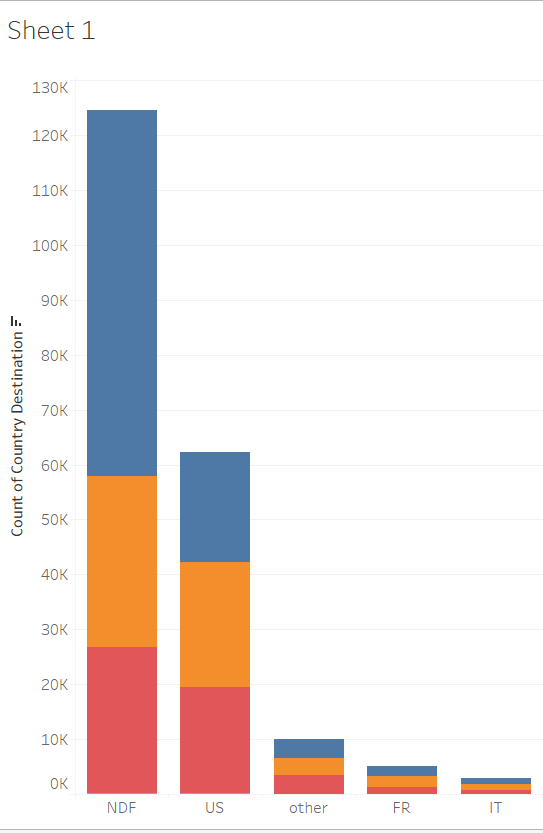 Sheet 1
130K
120K
110K
100K
90K
80K
70K
60K
50K
40K
30K
20K
10K
0K
Count of Country Destination
NDF US other FR IT